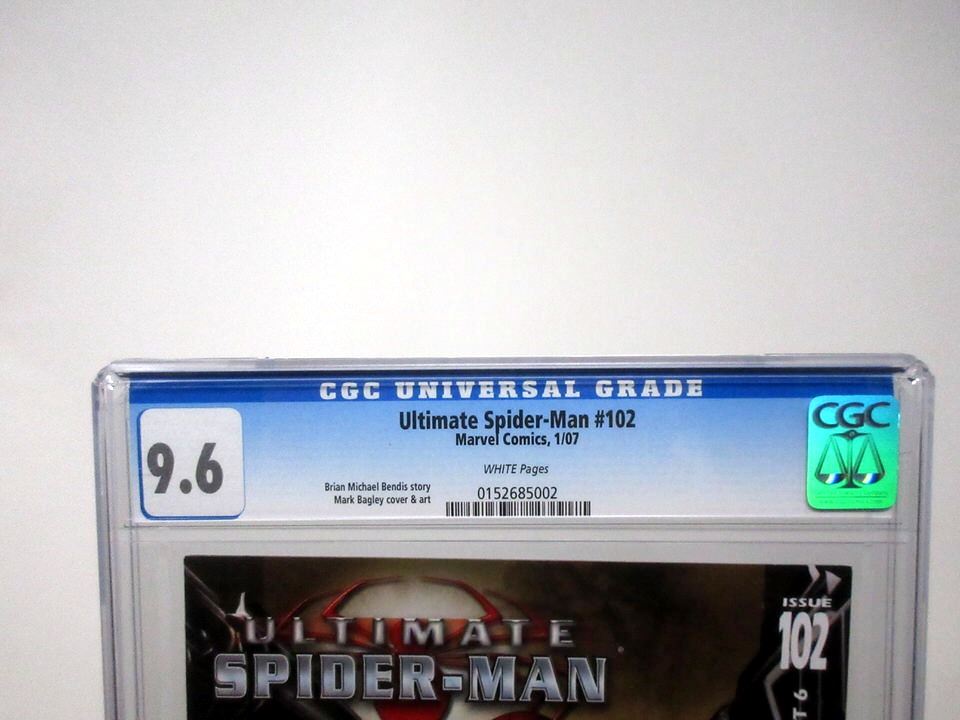 CGC UNIVERSAL GRADE
9.6
Ultimate Spider-Man #102
Marvel Comics, 1/07
WHITE Pages
Brian Michael Bendis story
Mark Bagley cover & art
0152685002
CGC
ULTIMATE
SPIDER-MAN
ISSUE
102
T 6